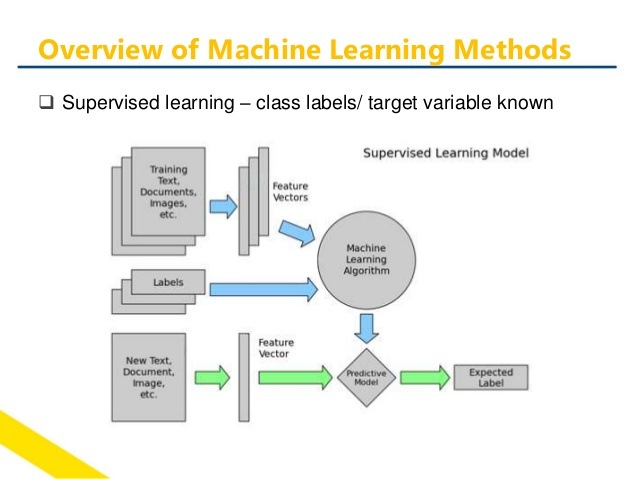 Overview of Machine Learning Methods
❑ Supervised learning – class labels/ target variable known
Supervised Learning Model
Training
Text,
Documents,
Images,
etc.
Feature
Vectors
Machine
Learning
Algorithm
Labels
New Text,
Document,
Image,
etc.
Feature
Vector
Predictive
Model
Expected
Label